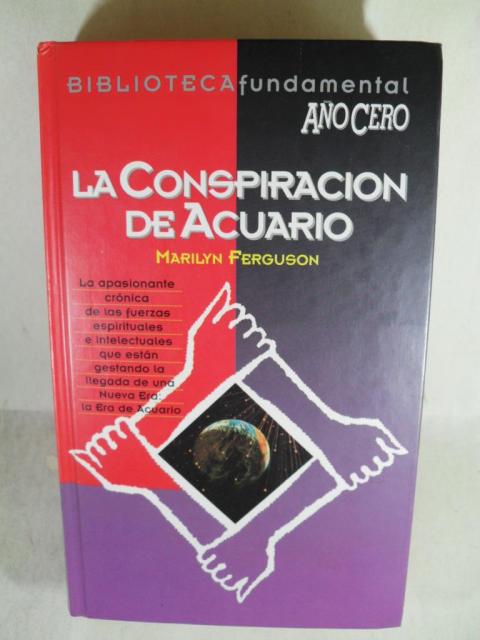 BIBLIOTECAfundamental
AÑO CERO
LA CONSPIRACION
DE ACUARIO
MARILYN FERGUSON
La apasionante
crónica
de las fuerzas
espirituales
e intelectuales
que están
gestando la
llegada de una
Nueva Era:
la Era de Acuario